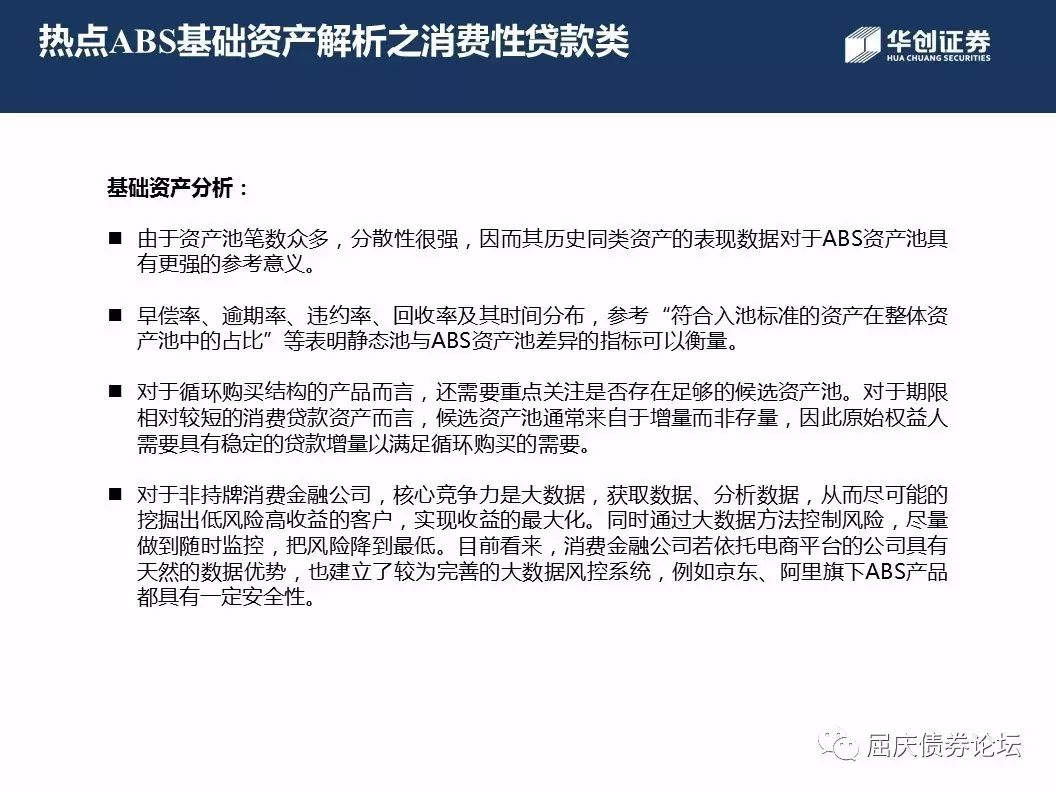 热点ABS基础资产解析之消费性贷款类
华创证券
HUA CHUANG SECURITIES
基础资产分析：
■ 由于资产池笔数众多，分散性很强，因而其历史同类资产的表现数据对于ABS资产池具
有更强的参考意义。
■ 早偿率、逾期率、违约率、回收率及其时间分布，参考“符合入池标准的资产在整体资
产池中的占比”等表明静态池与ABS资产池差异的指标可以衡量。
■ 对于循环购买结构的产品而言，还需要重点关注是否存在足够的候选资产池。对于期限
相对较短的消费贷款资产而言，候选资产池通常来自于增量而非存量，因此原始权益人
需要具有稳定的贷款增量以满足循环购买的需要。
■ 对于非持牌消费金融公司，核心竞争力是大数据，获取数据、分析数据，从而尽可能的
挖掘出低风险高收益的客户，实现收益的最大化。同时通过大数据方法控制风险，尽量
做到随时监控，把风险降到最低。目前看来，消费金融公司若依托电商平台的公司具有
天然的数据优势，也建立了较为完善的大数据风控系统，例如京东、阿里旗下ABS产品
都具有一定安全性。
屈庆债券论坛